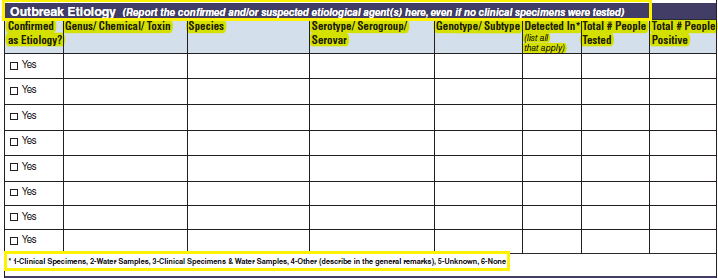 Outbreak Etiology (Report the confirmed and/or suspected etiological agent(s) here, even if no clinical specimens were tested)
Confirmed as Etiology? Genus/ Chemical/ Toxin Species Serotype/ Serogroup/ Serovar Genotype/ Subtype Detected In* (list all that apply) Total # People Tested Total # People Positive
Yes
Yes
Yes
Yes
Yes
Yes
Yes
Yes
* 1-Clinical Specimens, 2-Water Samples, 3-Clinical Specimens & Water Samples, 4-Other (describe in the general remarks), 5-Unknown, 6-None